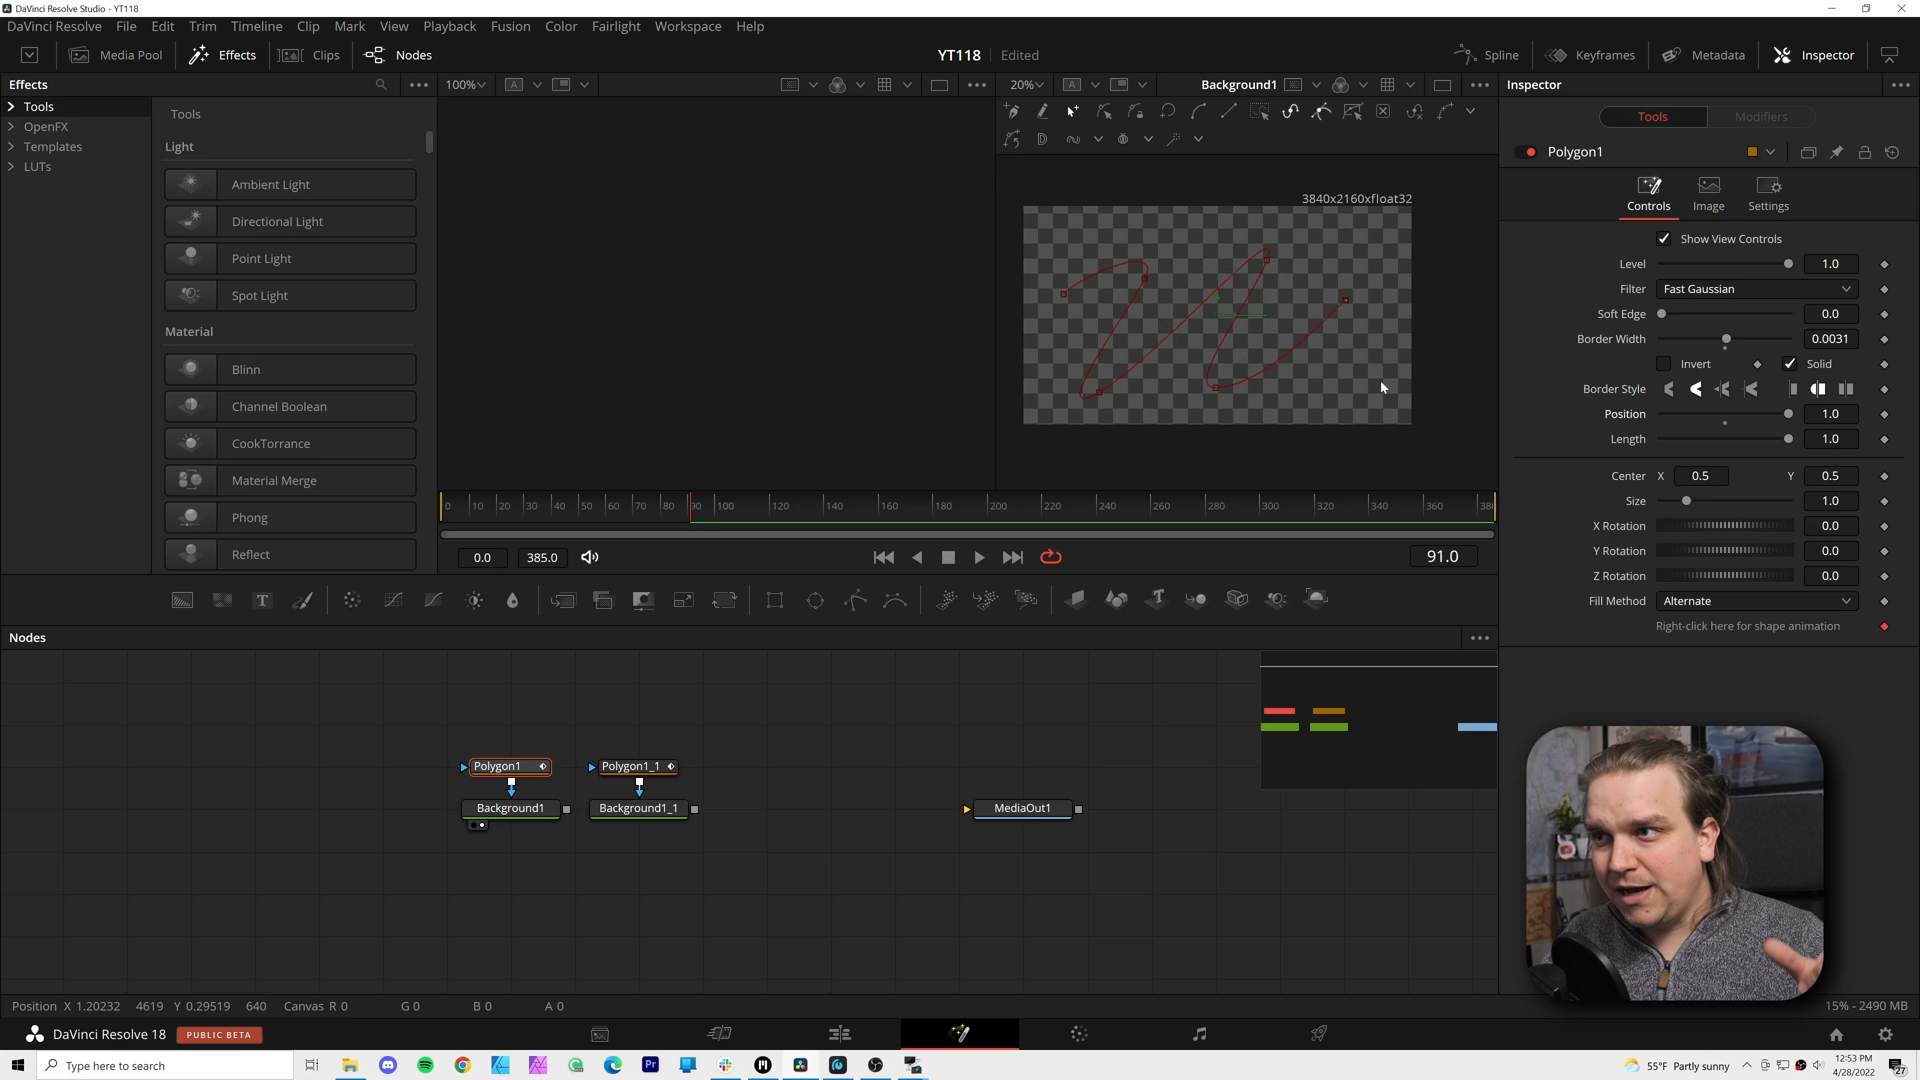 DaVinci Resolve Studio - YT118
DaVinci Resolve File Edit Trim Timeline Clip Mark View Playback Fusion Color Fairlight Workspace Help
Media Pool Effects Clips Nodes YT118 Edited Spline Keyframes Metadata Inspector
Effects 100% A 20% A Background1 Inspector
Tools
OpenFX
Templates
LUTs
Tools
Light
Ambient Light
Directional Light
Point Light
Spot Light
Material
Blinn
Channel Boolean
CookTorrance
Material Merge
Phong
Reflect
3840x2160xfloat32
0 10 20 30 40 50 60 70 80 90 100 120 140 160 180 200 220 240 260 280 300 320 340 360 380
0.0 385.0 91.0
Tools Modifiers
Polygon1
Controls Image Settings
Show View Controls
Level 1.0
Filter Fast Gaussian
Soft Edge 0.0
Border Width 0.0031
Invert Solid
Border Style
Position 1.0
Length 1.0
Center X 0.5 Y 0.5
Size 1.0
X Rotation 0.0
Y Rotation 0.0
Z Rotation 0.0
Fill Method Alternate
Right-click here for shape animation
Nodes
Polygon1 Polygon1_1
Background1 Background1_1 MediaOut1
Position X 1.20232 4619 Y 0.29519 640 Canvas R 0 G 0 B 0 A 0 15% - 2490 MB
DaVinci Resolve 18 PUBLIC BETA
Type here to search Pr 55°F Partly sunny 12:53 PM
4/28/2022 27